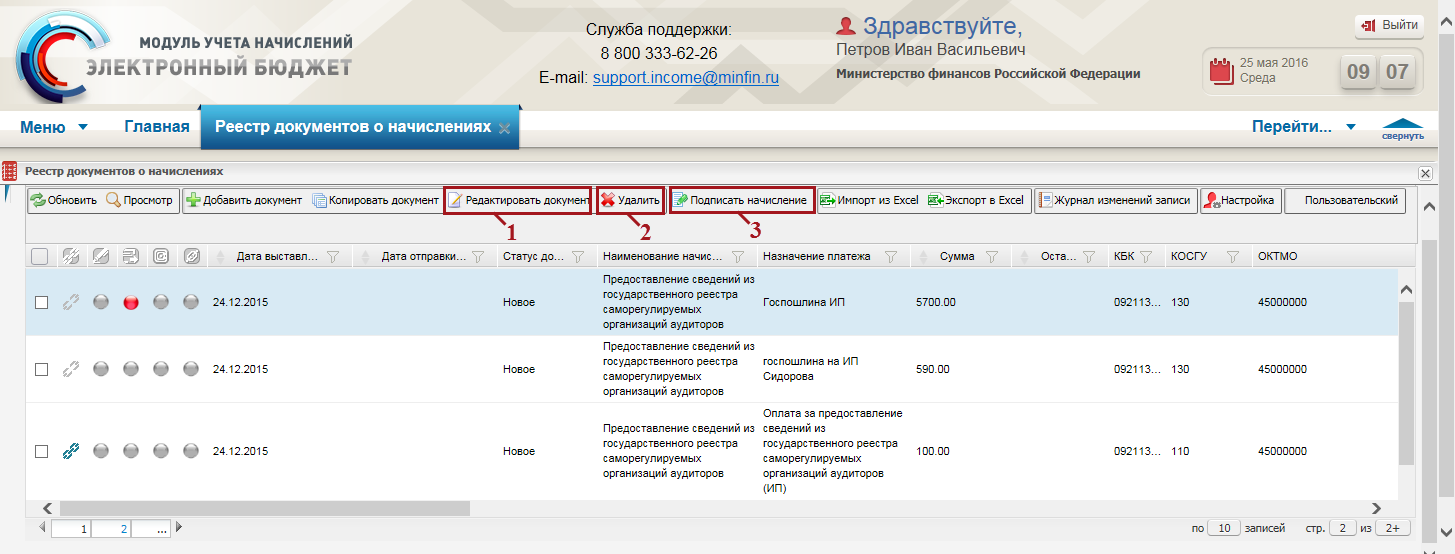 МОДУЛЬ УЧЕТА НАЧИСЛЕНИЙ
ЭЛЕКТРОННЫЙ БЮДЖЕТ
Служба поддержки:
8 800 333-62-26
E-mail: support.income@minfin.ru
Здравствуйте,
Петров Иван Васильевич
Министерство финансов Российской Федерации
Выйти
25 мая 2016
Среда
09 07
Меню Главная Реестр документов о начислениях Перейти... свернуть
Реестр документов о начислениях
Обновить Просмотр Добавить документ Копировать документ Редактировать документ Удалить Подписать начисление Импорт из Excel Экспорт в Excel Журнал изменений записи Настройка Пользовательский
1 2 3
Дата выставл... Дата отправки... Статус до... Наименование начис... Назначение платежа Сумма Оста... КБК КОСГУ ОКТМО
24.12.2015 Новое
Предоставление сведений из
государственного реестра
саморегулируемых
организаций аудиторов
Госпошлина ИП
5700.00 092113... 130 45000000
24.12.2015 Новое
Предоставление сведений из
государственного реестра
саморегулируемых
организаций аудиторов
госпошлина на ИП
Сидорова
590.00 092113... 130 45000000
24.12.2015 Новое
Предоставление сведений из
государственного реестра
саморегулируемых
организаций аудиторов
Оплата за предоставление
сведений из
государственного реестра
саморегулируемых
организаций аудиторов
(ИП)
100.00 092113... 110 45000000
1 2 ...
по 10 записей стр. 2 из 2+